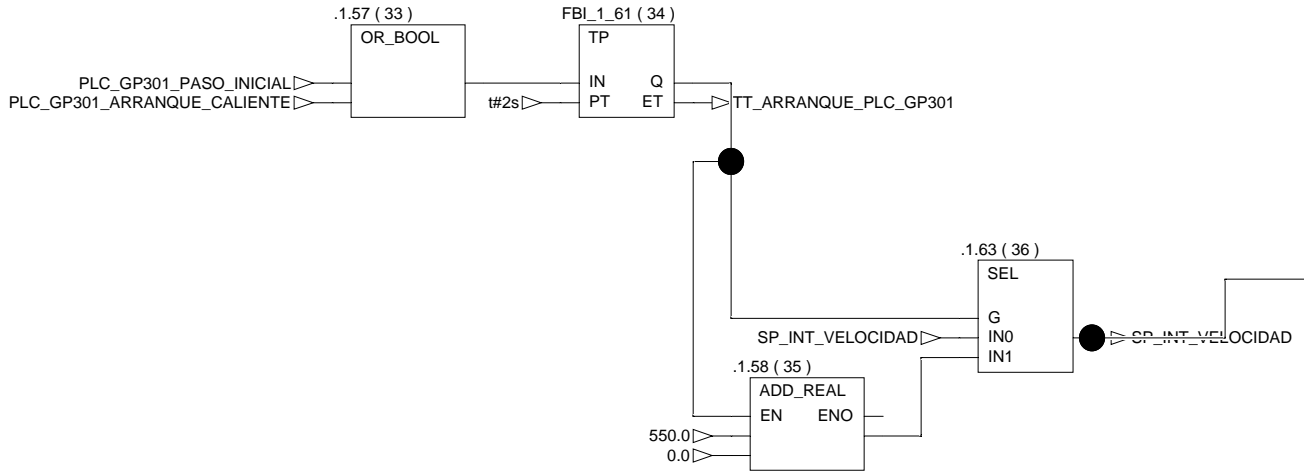 .1.57 ( 33 )
OR_BOOL
PLC_GP301_PASO_INICIAL
PLC_GP301_ARRANQUE_CALIENTE
FBI_1_61 ( 34 )
TP
IN Q
t#2s PT ET TT_ARRANQUE_PLC_GP301
.1.63 ( 36 )
SEL
G
SP_INT_VELOCIDAD IN0 SP_INT_VELOCIDAD
IN1
.1.58 ( 35 )
ADD_REAL
EN ENO
550.0
0.0